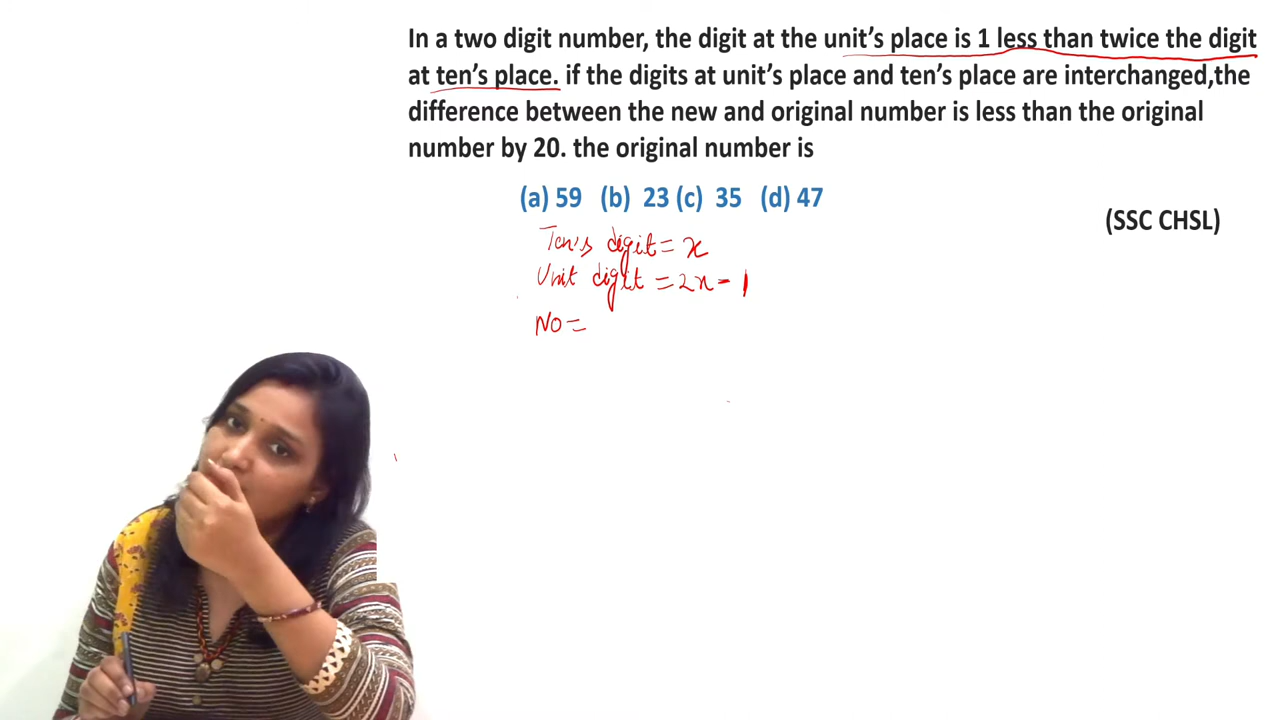 In a two digit number, the digit at the unit's place is 1 less than twice the digit
at ten's place. if the digits at unit's place and ten's place are interchanged,the
difference between the new and original number is less than the original
number by 20. the original number is
(a) 59 (b) 23 (c) 35 (d) 47
(SSC CHSL)
Ten's digit = x
Unit digit = 2x - 1
No =